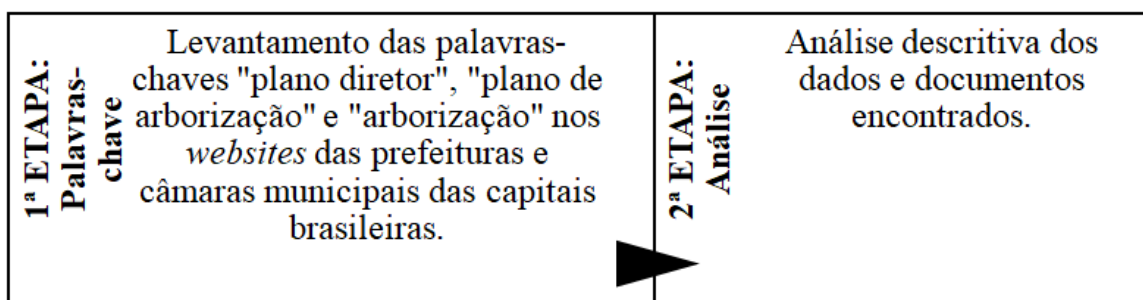 1ª ETAPA:
Palavras-
chave
Levantamento das palavras-
chaves "plano diretor", "plano de
arborização" e "arborização" nos
websites das prefeituras e
câmaras municipais das capitais
brasileiras.
2ª ETAPA:
Análise
Análise descritiva dos
dados e documentos
encontrados.